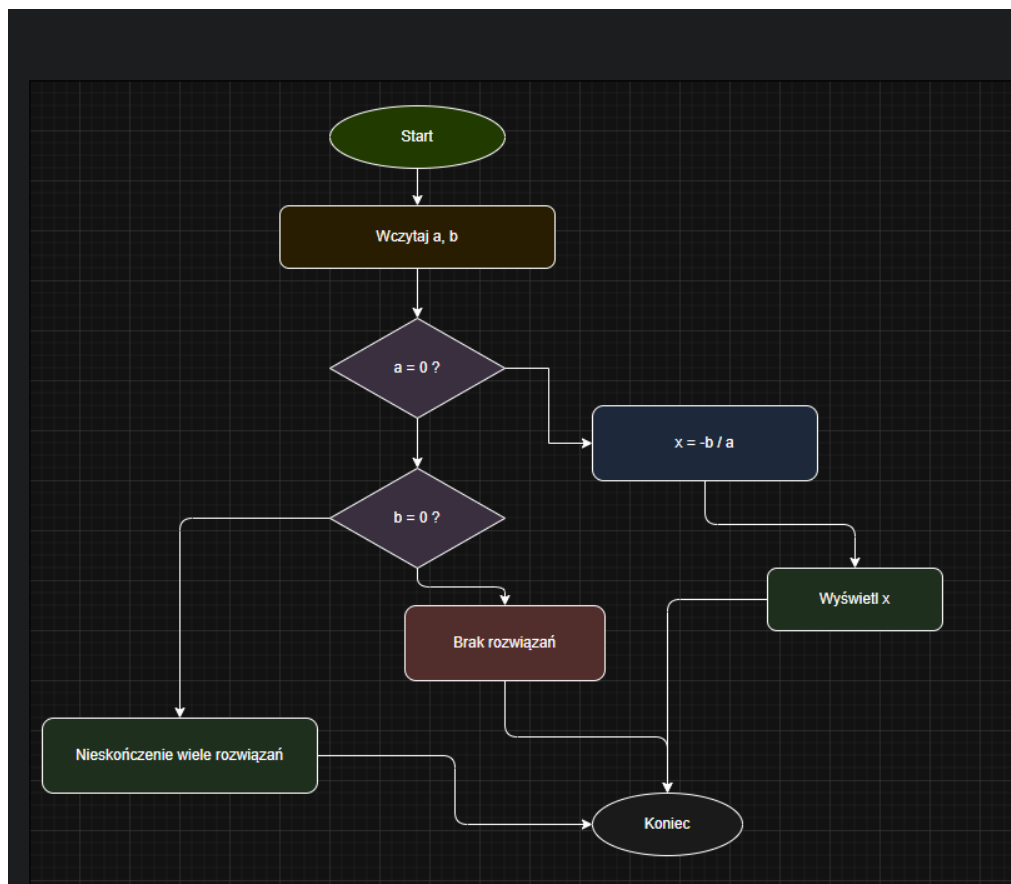 Start
Wczytaj a, b
a = 0 ?
x = -b / a
b = 0 ?
Wyświetl x
Brak rozwiązań
Nieskończenie wiele rozwiązań
Koniec